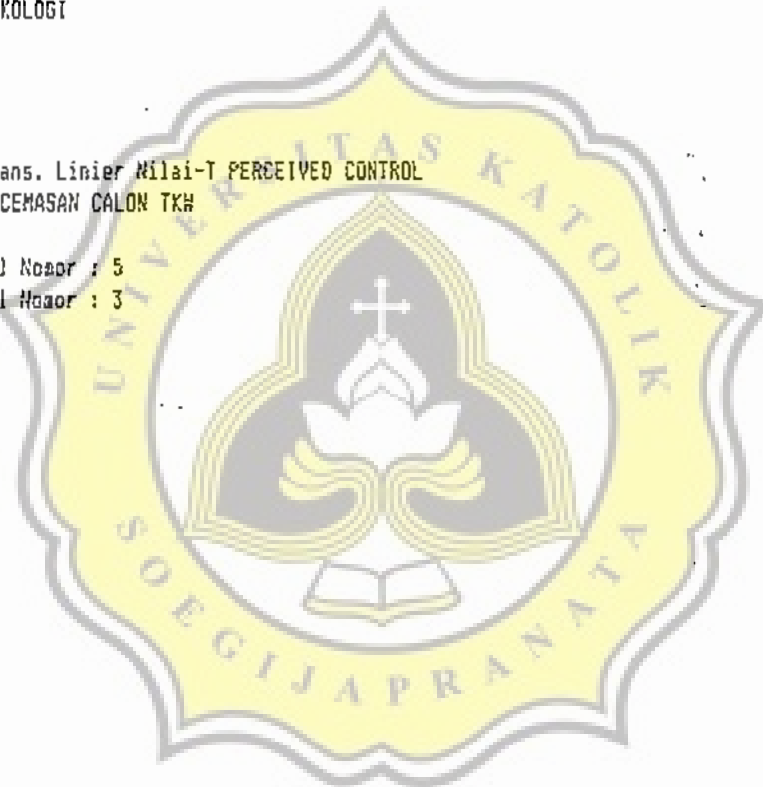 KOLOGI
ans. Linier Nilai-T PERCEIVED CONTROL
CEMASAN CALON TKW
Nomor : 5
Nomor : 3
UNIVERSITAS KATOLIK
SOEGIJAPRANATA